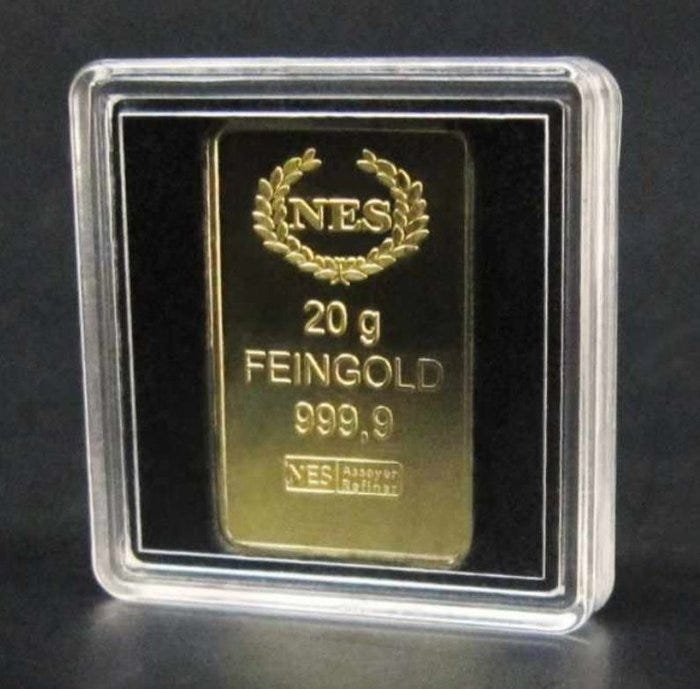 NES
20 g
FEINGOLD
999,9
NES Assayer
Refiner